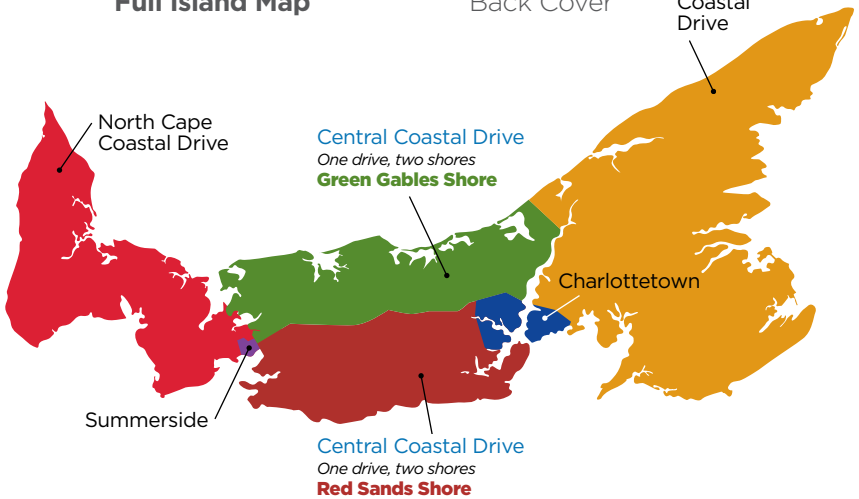 Full Island Map
Back Cover
Coastal
Drive
North Cape
Coastal Drive
Central Coastal Drive
One drive, two shores
Green Gables Shore
Charlottetown
Summerside
Central Coastal Drive
One drive, two shores
Red Sands Shore